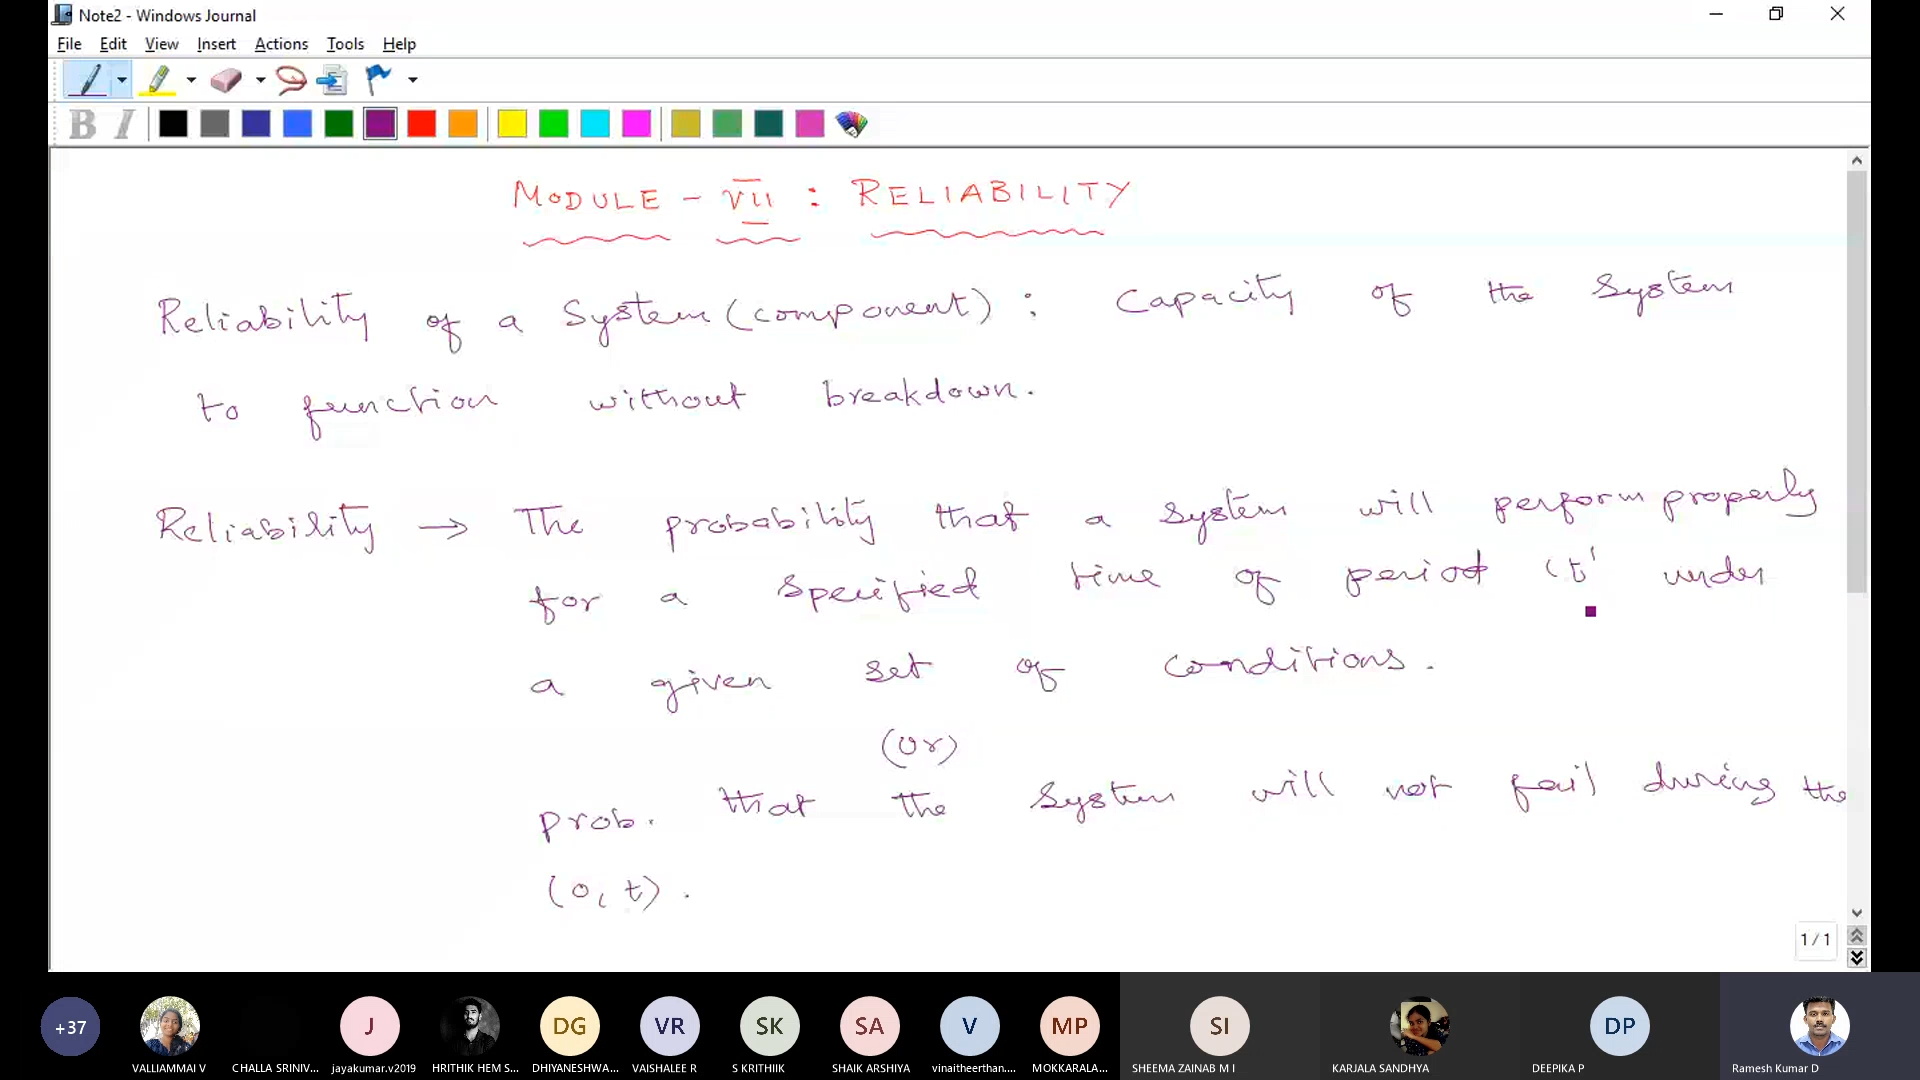 Note2 - Windows Journal
File Edit View Insert Actions Tools Help
B I
MODULE - VII : RELIABILITY
Reliability of a System (component) : Capacity of the System
to function without breakdown.
Reliability → The probability that a system will perform properly
for a specified time of period 't' under
a given set of conditions.
(or)
prob. that the System will not fail during the
(0, t).
1 / 1
+37 J DG VR SK SA V MP SI DP
VALLIAMMAI V CHALLA SRINIV... jayakumar.v2019 HRITHIK HEM S... DHIYANESHWA... VAISHALEE R S KRITHIIK SHAIK ARSHIYA vinaitheerthan.... MOKKARALA... SHEEMA ZAINAB M I KARJALA SANDHYA DEEPIKA P Ramesh Kumar D